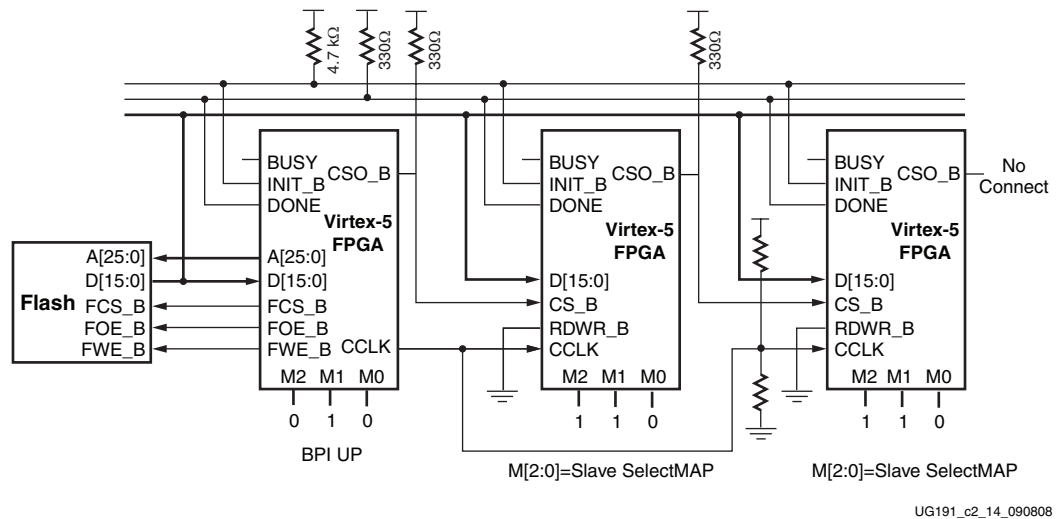 4.7 kΩ
330Ω
330Ω
330Ω
BUSY
INIT_B
DONE
CSO_B
Virtex-5
FPGA
A[25:0]
D[15:0]
FCS_B
FOE_B
FWE_B
CCLK
M2 M1 M0
0 1 0
BPI UP
Flash
A[25:0]
D[15:0]
FCS_B
FOE_B
FWE_B
BUSY
INIT_B
DONE
CSO_B
Virtex-5
FPGA
D[15:0]
CS_B
RDWR_B
CCLK
M2 M1 M0
1 1 0
M[2:0]=Slave SelectMAP
BUSY
INIT_B
DONE
CSO_B
No
Connect
Virtex-5
FPGA
D[15:0]
CS_B
RDWR_B
CCLK
M2 M1 M0
1 1 0
M[2:0]=Slave SelectMAP
UG191_c2_14_090808